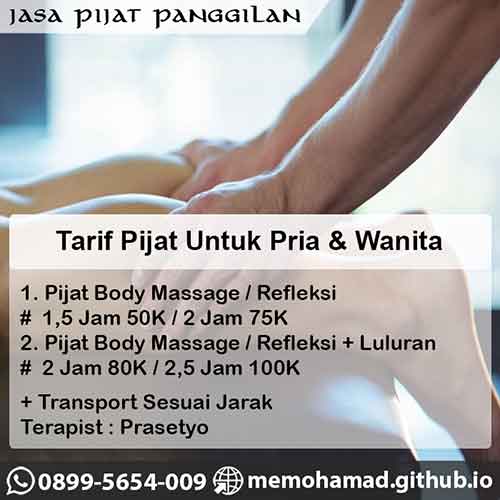 Jasa Pijat Panggilan
Tarif Pijat Untuk Pria & Wanita
1. Pijat Body Massage / Refleksi
# 1,5 Jam 50K / 2 Jam 75K
2. Pijat Body Massage / Refleksi + Luluran
# 2 Jam 80K / 2,5 Jam 100K
+ Transport Sesuai Jarak
Terapist : Prasetyo
0899-5654-009 memohamad.github.io